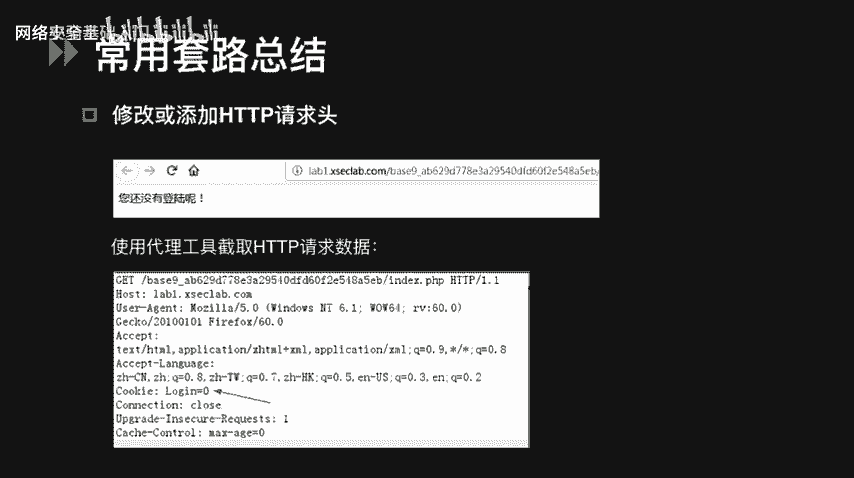 网络安全基础入门
常用套路总结
修改或添加HTTP请求头
lab1.xseclab.com/base9_ab629d778e3a29540dfd60f2e548a5eb/
您还没有登陆呢！
使用代理工具截取HTTP请求数据：
GET /base9_ab629d778e3a29540dfd60f2e548a5eb/index.php HTTP/1.1
Host: lab1.xseclab.com
User-Agent: Mozilla/5.0 (Windows NT 6.1; WOW64; rv:60.0)
Gecko/20100101 Firefox/60.0
Accept:
text/html,application/xhtml+xml,application/xml;q=0.9,*/*;q=0.8
Accept-Language:
zh-CN,zh;q=0.8,zh-TW;q=0.7,zh-HK;q=0.5,en-US;q=0.3,en;q=0.2
Cookie: Login=0
Connection: close
Upgrade-Insecure-Requests: 1
Cache-Control: max-age=0